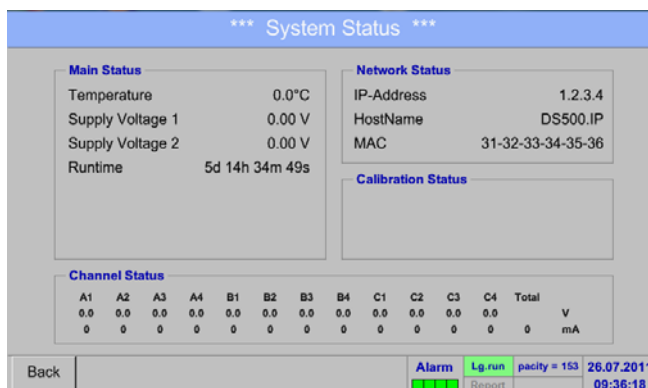 *** System Status ***
Main Status
Temperature 0.0°C
Supply Voltage 1 0.00 V
Supply Voltage 2 0.00 V
Runtime 5d 14h 34m 49s
Network Status
IP-Address 1.2.3.4
HostName DS500.IP
MAC 31-32-33-34-35-36
Calibration Status
Channel Status
A1 A2 A3 A4 B1 B2 B3 B4 C1 C2 C3 C4 Total
0.0 0.0 0.0 0.0 0.0 0.0 0.0 0.0 0.0 0.0 0.0 0.0 V
0 0 0 0 0 0 0 0 0 0 0 0 0 mA
Back
Alarm
Lg.run
Report
pacity = 153
26.07.2011
09:36:18